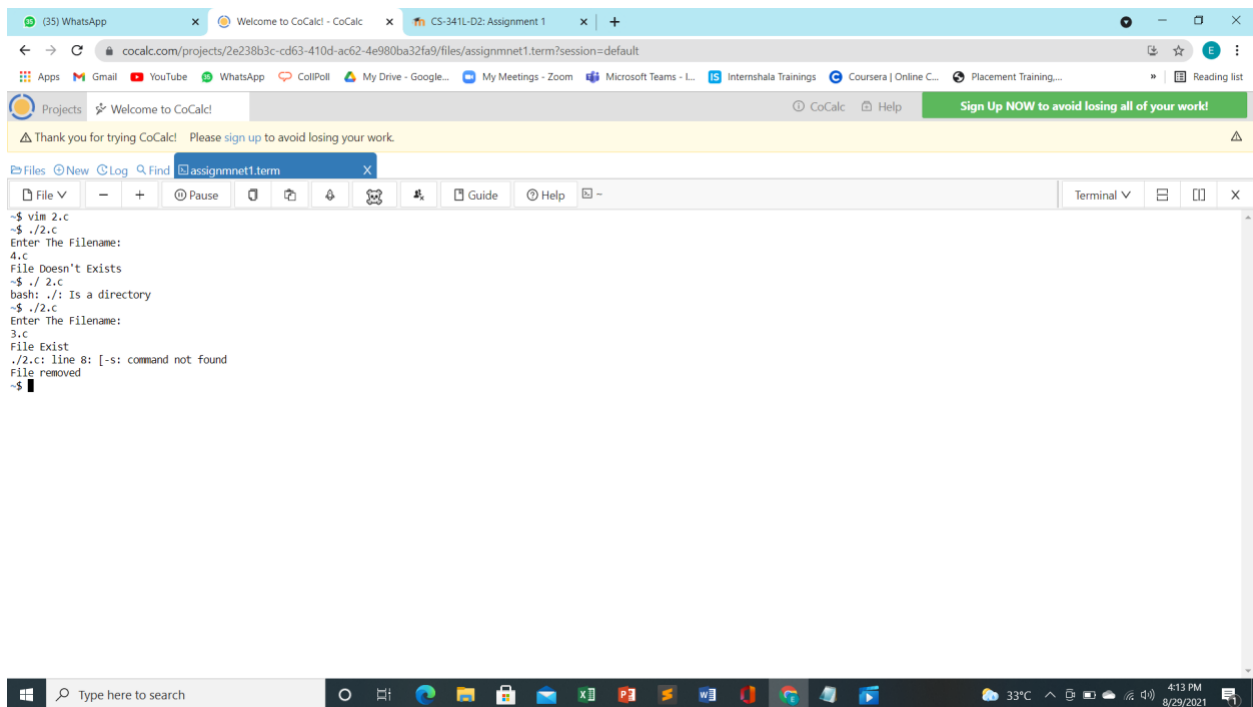 (35) WhatsApp
Welcome to CoCalc! - CoCalc
CS-341L-D2: Assignment 1
cocalc.com/projects/2e238b3c-cd63-410d-ac62-4e980ba32fa9/files/assignmnet1.term?session=default
E
Apps Gmail YouTube WhatsApp CollPoll My Drive - Google... My Meetings - Zoom Microsoft Teams - L... IS Internshala Trainings Coursera | Online C... Placement Training,... » Reading list
Projects Welcome to CoCalc! CoCalc Help Sign Up NOW to avoid losing all of your work!
Thank you for trying CoCalc! Please sign up to avoid losing your work.
Files New Log Find assignmnet1.term X
File − + Pause Guide Help ~ Terminal X
~$ vim 2.c
~$ ./2.c
Enter The Filename:
4.c
File Doesn't Exists
~$ ./ 2.c
bash: ./: Is a directory
~$ ./2.c
Enter The Filename:
3.c
File Exist
./2.c: line 8: [-s: command not found
File removed
~$
Type here to search
33°C
4:13 PM
8/29/2021